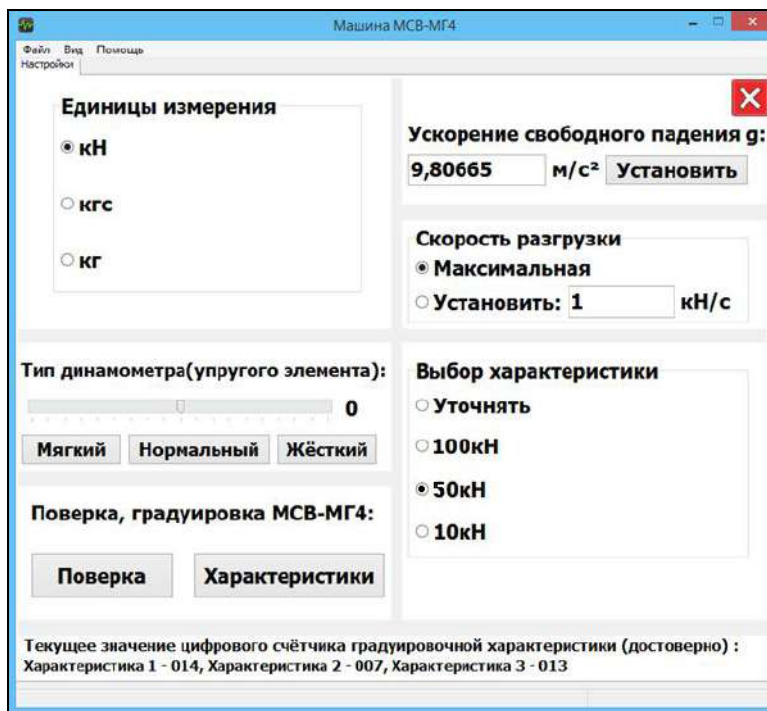 Машина МСВ-МГ4
Файл Вид Помощь
Настройки
Единицы измерения
кН
кгс
кг
Ускорение свободного падения g:
9,80665 м/с² Установить
Скорость разгрузки
Максимальная
Установить: 1 кН/с
Тип динамометра(упругого элемента):
0
Мягкий Нормальный Жёсткий
Выбор характеристики
Уточнять
100кН
50кН
10кН
Поверка, градуировка МСВ-МГ4:
Поверка Характеристики
Текущее значение цифрового счётчика градуировочной характеристики (достоверно) :
Характеристика 1 - 014, Характеристика 2 - 007, Характеристика 3 - 013